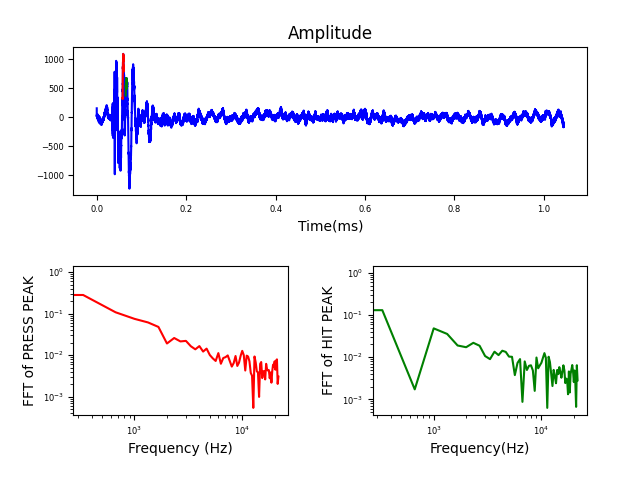 Amplitude
1000
500
0
−500
−1000
0.0 0.2 0.4 0.6 0.8 1.0
Time(ms)
FFT of PRESS PEAK
10⁰
10⁻¹
10⁻²
10⁻³
10³ 10⁴
Frequency (Hz)
FFT of HIT PEAK
10⁰
10⁻¹
10⁻²
10⁻³
10³ 10⁴
Frequency(Hz)